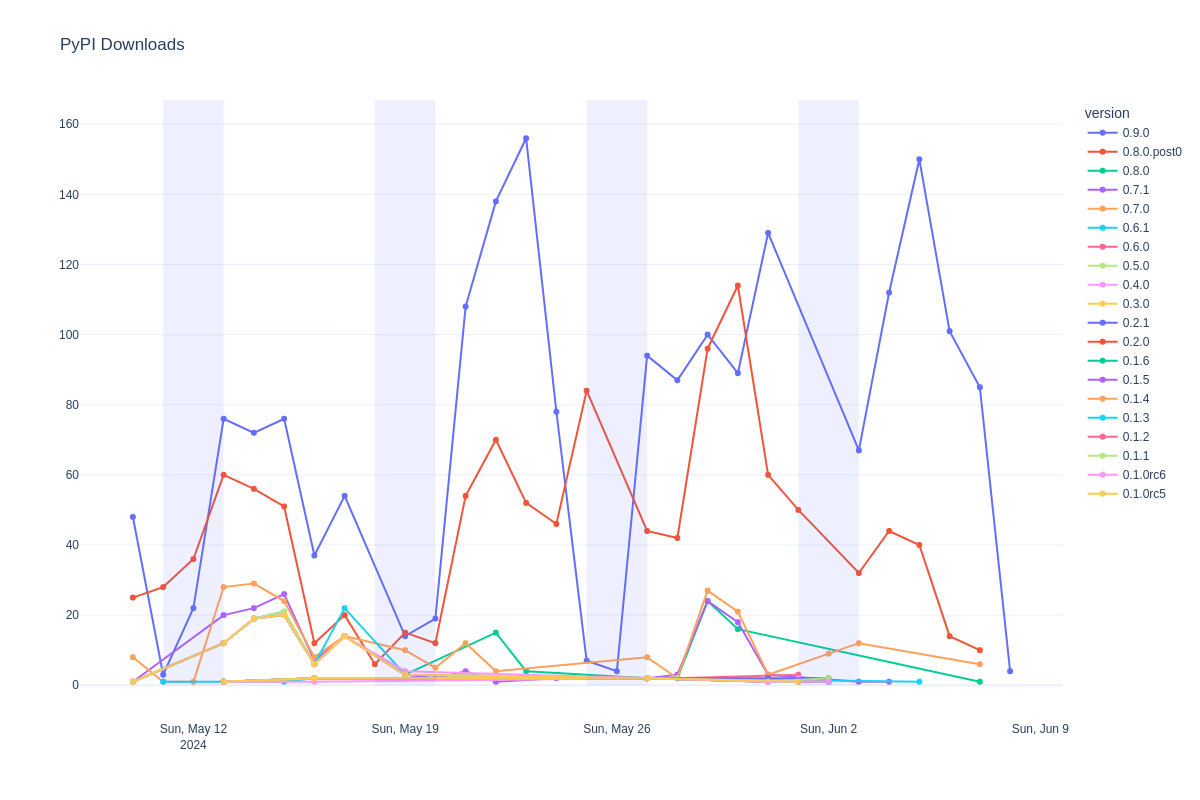 PyPI Downloads
160
140
120
100
80
60
40
20
0
Sun, May 12
2024
Sun, May 19
Sun, May 26
Sun, Jun 2
Sun, Jun 9
version
0.9.0
0.8.0.post0
0.8.0
0.7.1
0.7.0
0.6.1
0.6.0
0.5.0
0.4.0
0.3.0
0.2.1
0.2.0
0.1.6
0.1.5
0.1.4
0.1.3
0.1.2
0.1.1
0.1.0rc6
0.1.0rc5